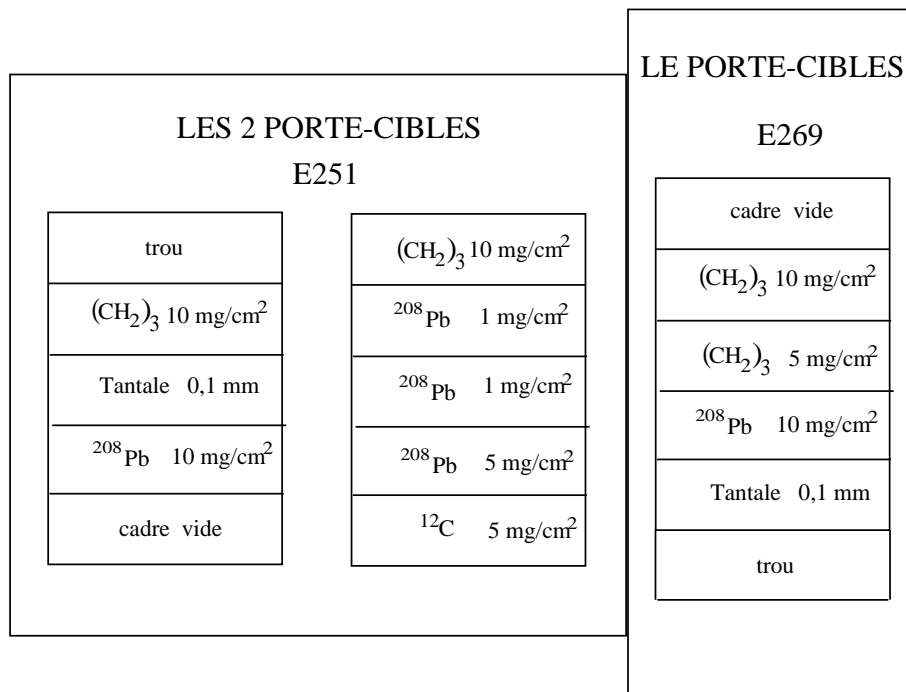 LES 2 PORTE-CIBLES
E251
trou
(CH₂)₃ 10 mg/cm²
Tantale 0,1 mm
²⁰⁸Pb 10 mg/cm²
cadre vide
(CH₂)₃ 10 mg/cm²
²⁰⁸Pb 1 mg/cm²
²⁰⁸Pb 1 mg/cm²
²⁰⁸Pb 5 mg/cm²
¹²C 5 mg/cm²
LE PORTE-CIBLES
E269
cadre vide
(CH₂)₃ 10 mg/cm²
(CH₂)₃ 5 mg/cm²
²⁰⁸Pb 10 mg/cm²
Tantale 0,1 mm
trou